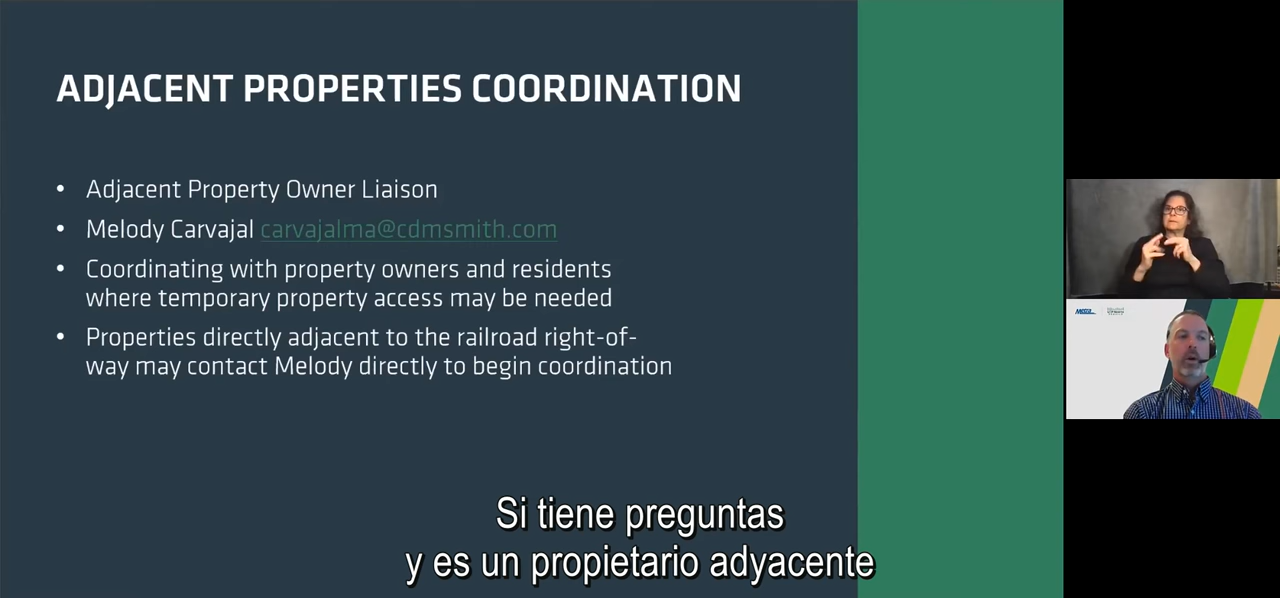 ADJACENT PROPERTIES COORDINATION
• Adjacent Property Owner Liaison
• Melody Carvajal carvajalma@cdmsmith.com
• Coordinating with property owners and residents
where temporary property access may be needed
• Properties directly adjacent to the railroad right-of-
way may contact Melody directly to begin coordination
Metra
Si tiene preguntas
y es un propietario adyacente